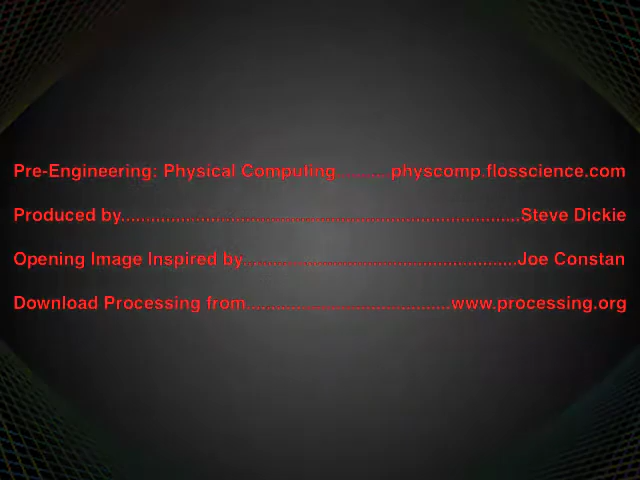 Pre-Engineering: Physical Computing..........physcomp.flosscience.com
Produced by................................................................................Steve Dickie
Opening Image Inspired by.......................................................Joe Constan
Download Processing from.........................................www.processing.org